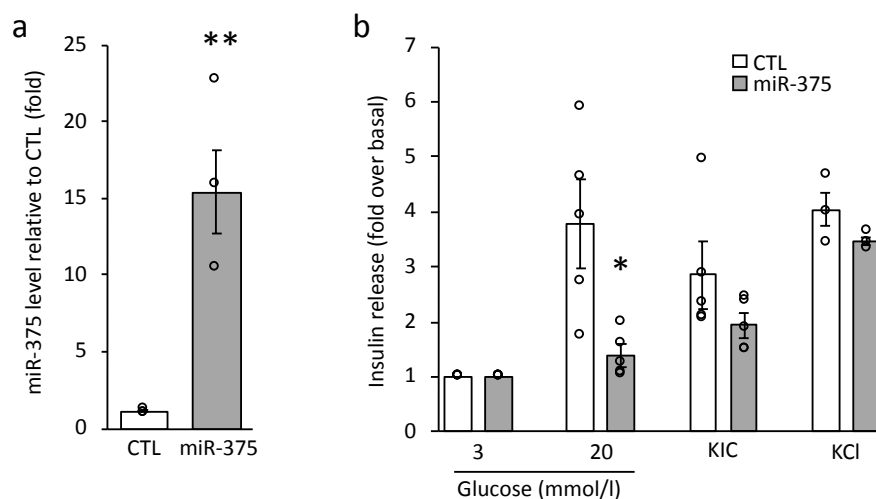 a
miR-375 level relative to CTL (fold)
25
20
15
10
5
0
**
CTL
miR-375
b
Insulin release (fold over basal)
7
6
5
4
3
2
1
0
*
CTL
miR-375
3
20
KIC
KCl
Glucose (mmol/l)